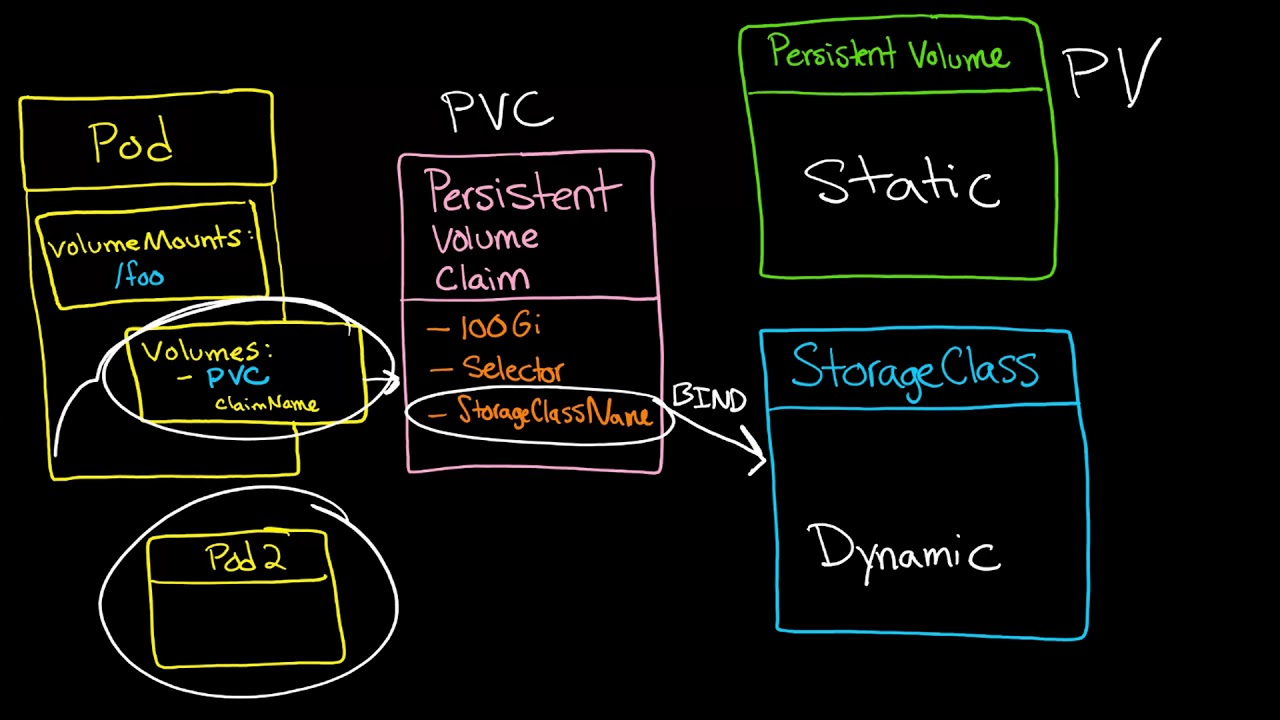 Pod
volumeMounts:
/foo
Volumes:
- PVC
claimName
Pod 2
PVC
Persistent
Volume
Claim
- 100Gi
- Selector
- StorageClassName
BIND
Persistent Volume
PV
Static
StorageClass
Dynamic